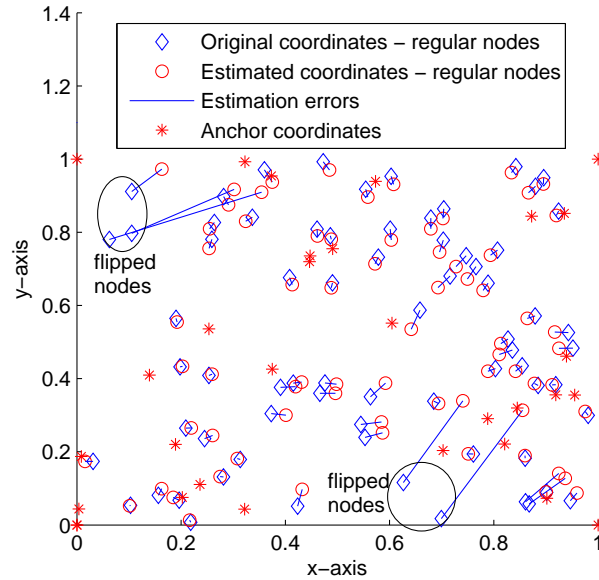 1.4
1.2
1
0.8
0.6
0.4
0.2
0
y−axis
Original coordinates − regular nodes
Estimated coordinates − regular nodes
Estimation errors
Anchor coordinates
flipped
nodes
flipped
nodes
0
0.2
0.4
0.6
0.8
1
x−axis